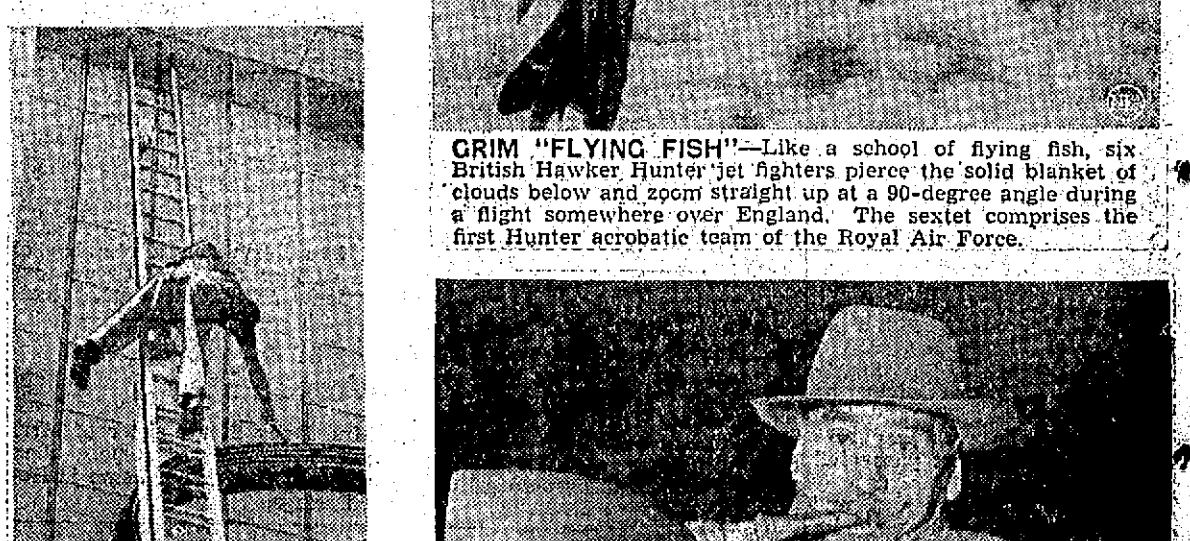 GRIM "FLYING FISH"—Like a school of flying fish, six
British Hawker Hunter jet fighters pierce the solid blanket of
clouds below and zoom straight up at a 90-degree angle during
a flight somewhere over England. The sextet comprises the
first Hunter acrobatic team of the Royal Air Force.